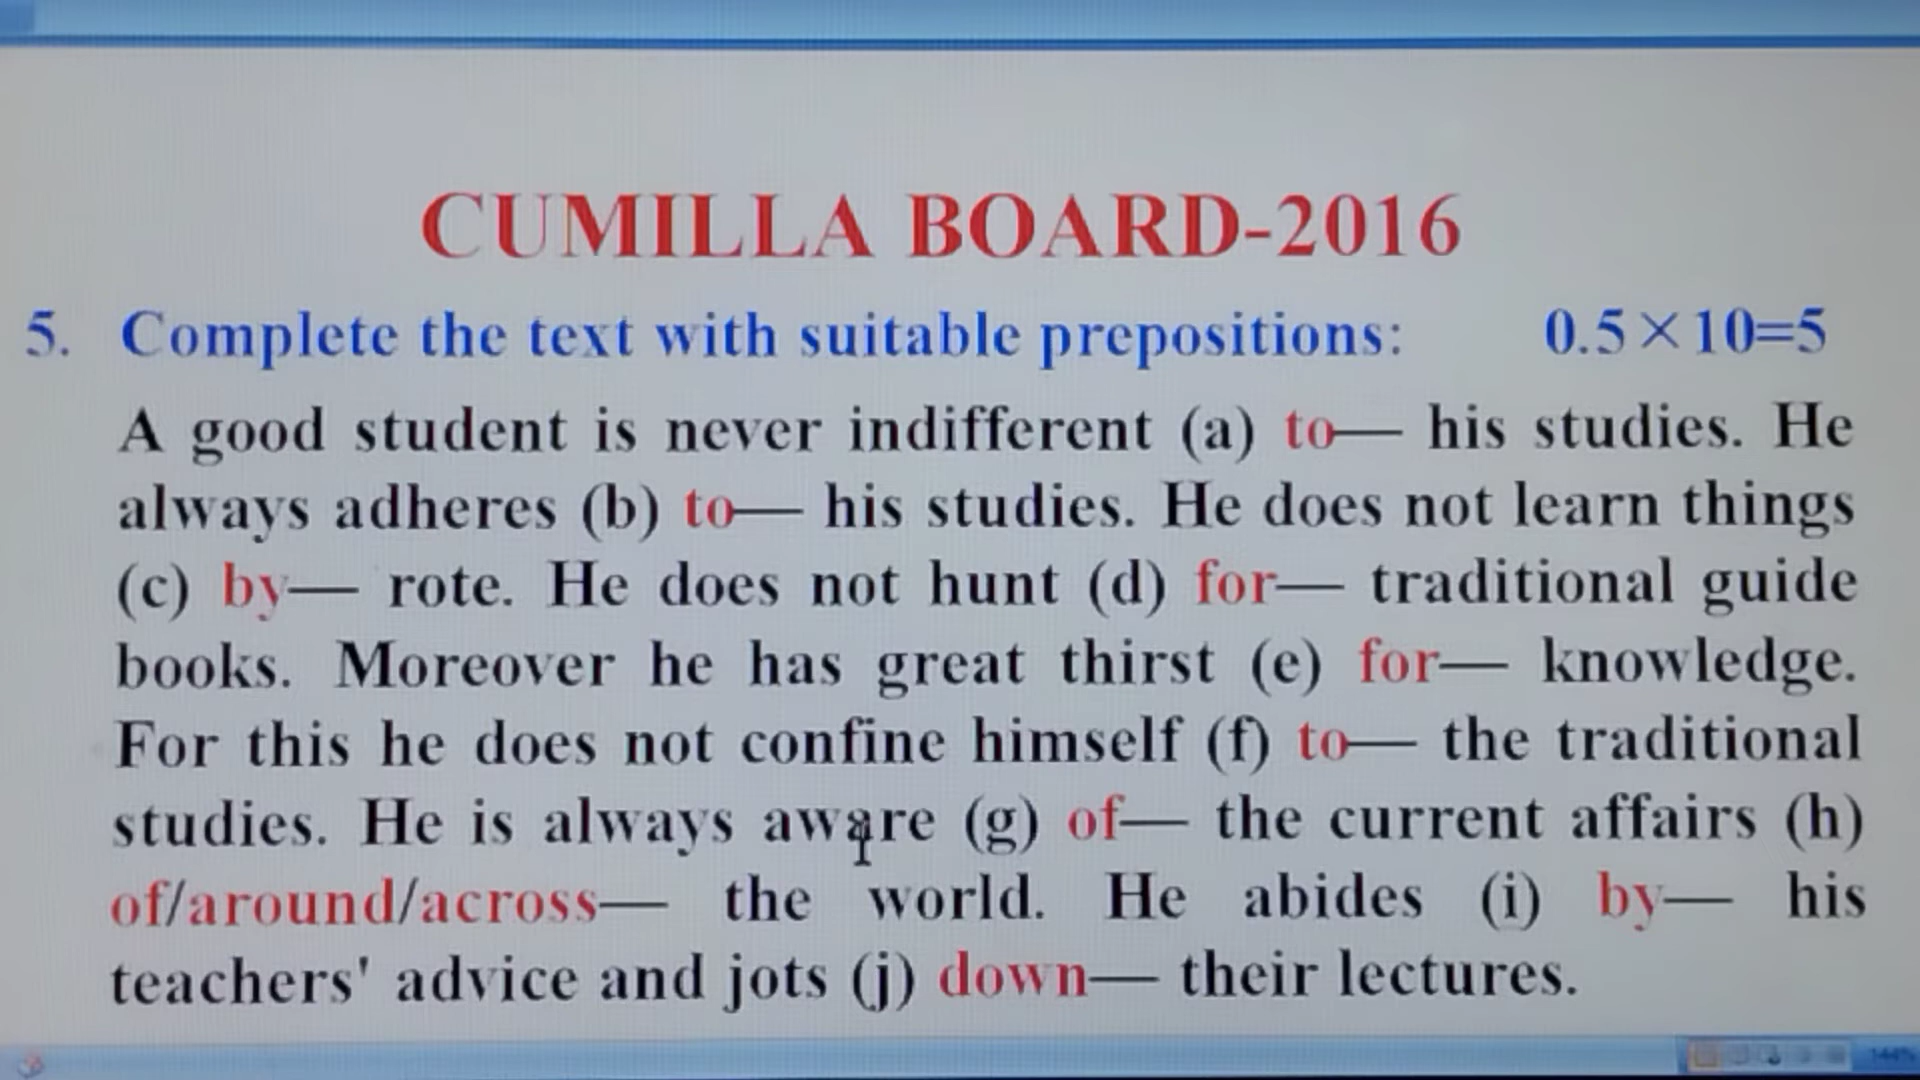 CUMILLA BOARD-2016
5. Complete the text with suitable prepositions: 0.5×10=5
A good student is never indifferent (a) to— his studies. He
always adheres (b) to— his studies. He does not learn things
(c) by— rote. He does not hunt (d) for— traditional guide
books. Moreover he has great thirst (e) for— knowledge.
For this he does not confine himself (f) to— the traditional
studies. He is always aware (g) of— the current affairs (h)
of/around/across— the world. He abides (i) by— his
teachers' advice and jots (j) down— their lectures.
144%